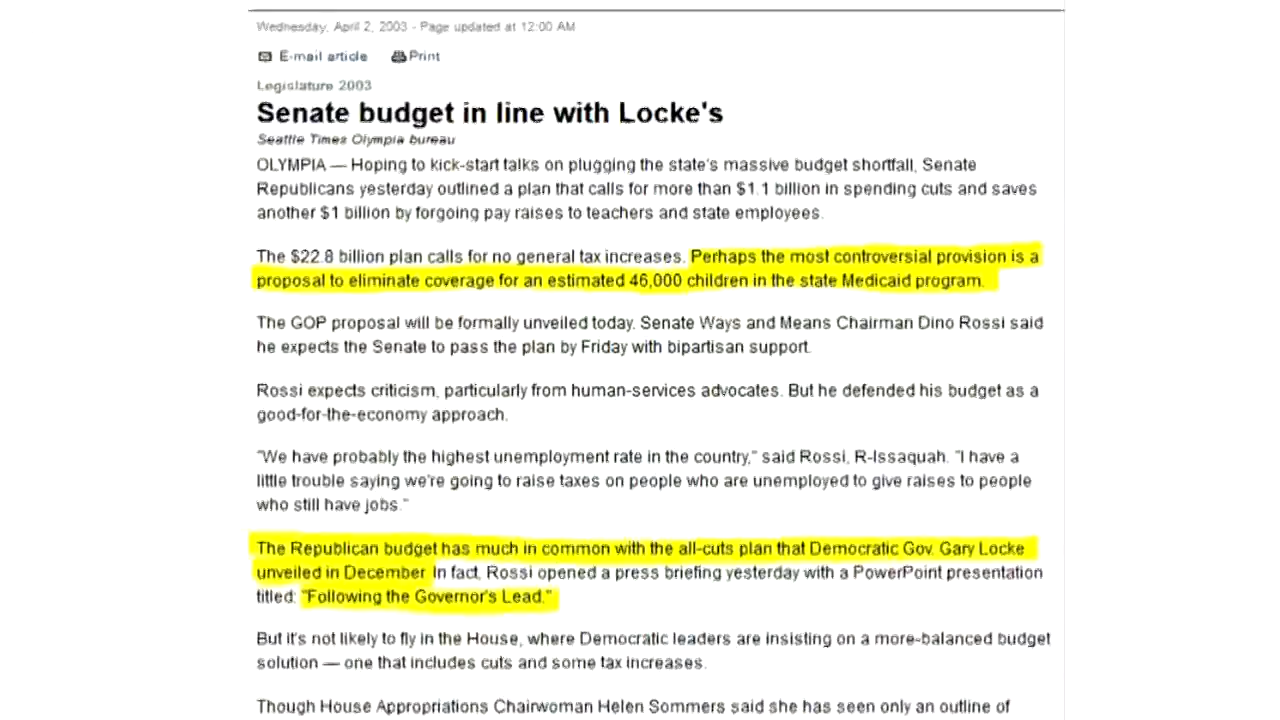 Wednesday, April 2, 2003 - Page updated at 12:00 AM
E-mail article Print
Legislature 2003
Senate budget in line with Locke's
Seattle Times Olympia bureau
OLYMPIA — Hoping to kick-start talks on plugging the state's massive budget shortfall, Senate
Republicans yesterday outlined a plan that calls for more than $1.1 billion in spending cuts and saves
another $1 billion by forgoing pay raises to teachers and state employees.
The $22.8 billion plan calls for no general tax increases. Perhaps the most controversial provision is a
proposal to eliminate coverage for an estimated 46,000 children in the state Medicaid program.
The GOP proposal will be formally unveiled today. Senate Ways and Means Chairman Dino Rossi said
he expects the Senate to pass the plan by Friday with bipartisan support.
Rossi expects criticism, particularly from human-services advocates. But he defended his budget as a
good-for-the-economy approach.
"We have probably the highest unemployment rate in the country," said Rossi, R-Issaquah. "I have a
little trouble saying we're going to raise taxes on people who are unemployed to give raises to people
who still have jobs."
The Republican budget has much in common with the all-cuts plan that Democratic Gov. Gary Locke
unveiled in December. In fact, Rossi opened a press briefing yesterday with a PowerPoint presentation
titled: "Following the Governor's Lead."
But it's not likely to fly in the House, where Democratic leaders are insisting on a more-balanced budget
solution — one that includes cuts and some tax increases.
Though House Appropriations Chairwoman Helen Sommers said she has seen only an outline of